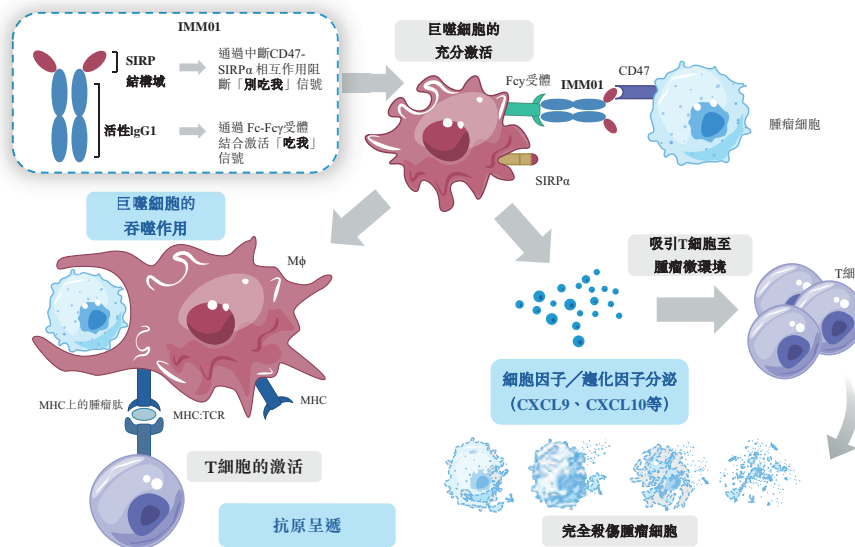 IMM01
SIRP
結構域
通過中斷CD47-
SIRPα 相互作用阻
斷「別吃我」信號
活性IgG1
通過 Fc-Fcγ受體
結合激活「吃我」
信號
巨噬細胞的
充分激活
Fcγ受體
IMM01
CD47
腫瘤細胞
SIRPα
巨噬細胞的
吞噬作用
Mϕ
吸引T細胞至
腫瘤微環境
T細
MHC上的腫瘤肽
MHC:TCR
MHC
細胞因子／趨化因子分泌
（CXCL9、CXCL10等）
T細胞的激活
抗原呈遞
完全殺傷腫瘤細胞